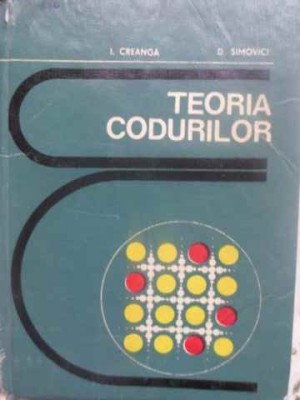 I. CREANGA D. SIMOVICI
TEORIA
CODURILOR